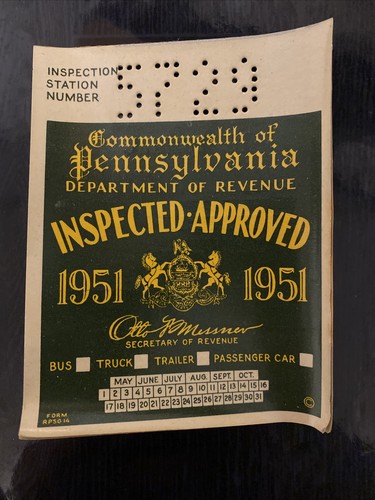 INSPECTION
STATION
NUMBER
5729
Commonwealth of
Pennsylvania
DEPARTMENT OF REVENUE
INSPECTED·APPROVED
1951 1951
Otto F. Messner
SECRETARY OF REVENUE
BUS TRUCK TRAILER PASSENGER CAR
MAY JUNE JULY AUG. SEPT. OCT.
1 2 3 4 5 6 7 8 9 10 11 12 13 14 15 16
17 18 19 20 21 22 23 24 25 26 27 28 29 30 31
FORM
RPSO 16
©